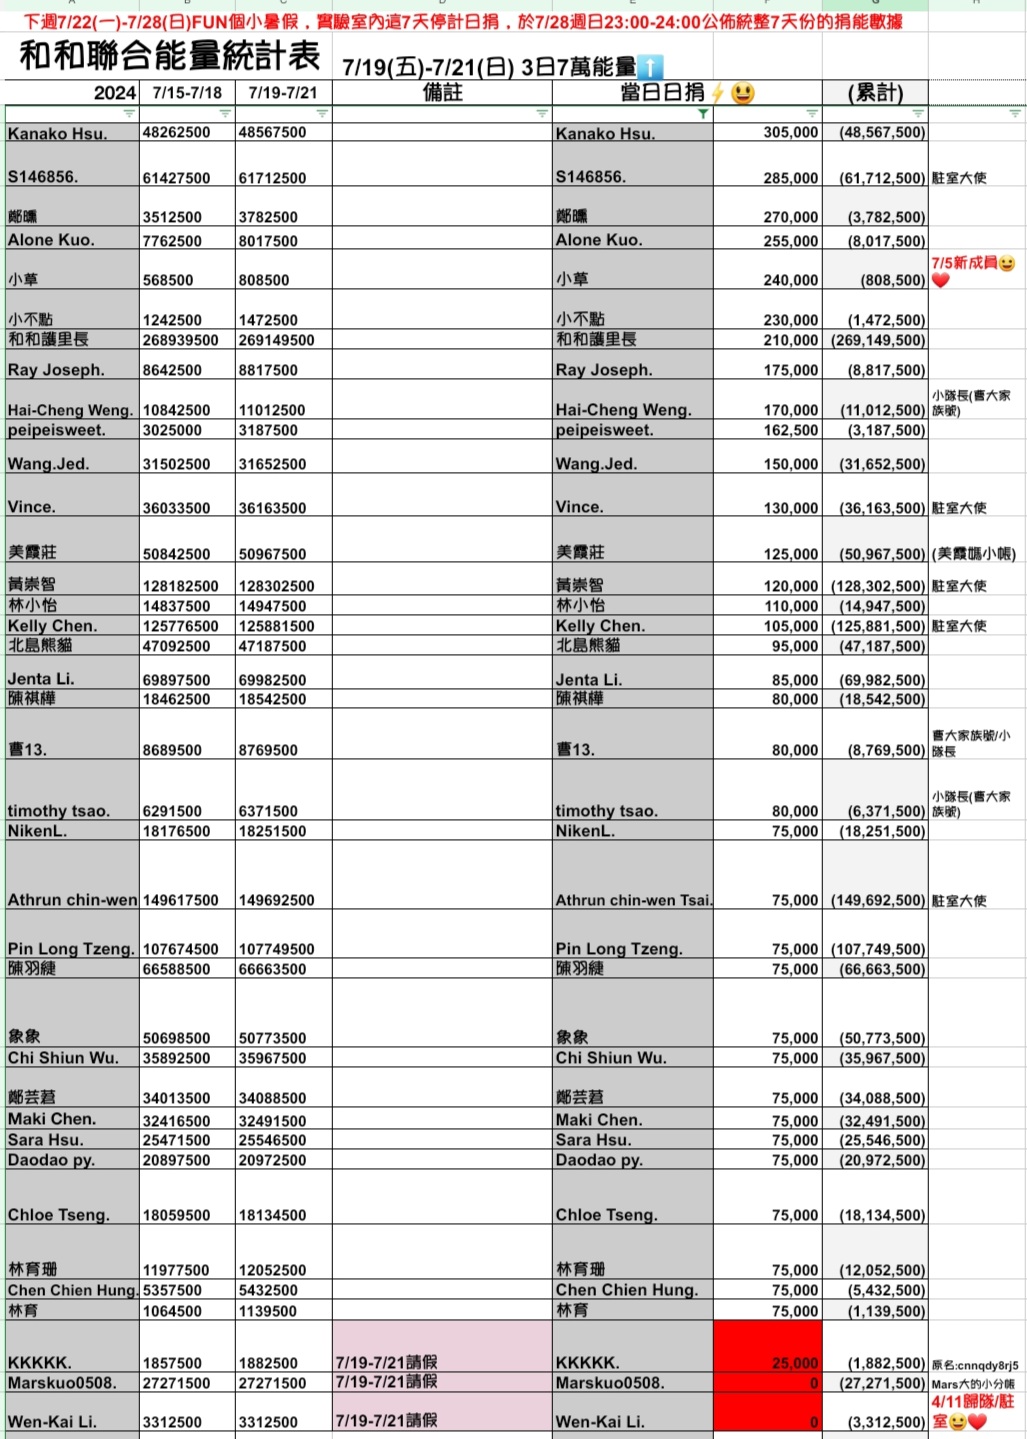 下週7/22(一)-7/28(日)FUN個小暑假，實驗室內這7天停計日捐，於7/28週日23:00-24:00公佈統整7天份的捐能數據
和和聯合能量統計表 7/19(五)-7/21(日) 3日7萬能量⬆️
2024 7/15-7/18 7/19-7/21 備註 當日日捐⚡😃 (累計)
Kanako Hsu. 48262500 48567500 Kanako Hsu. 305,000 (48,567,500)
S146856. 61427500 61712500 S146856. 285,000 (61,712,500) 駐室大使
鄭曛 3512500 3782500 鄭曛 270,000 (3,782,500)
Alone Kuo. 7762500 8017500 Alone Kuo. 255,000 (8,017,500)
小草 568500 808500 小草 240,000 (808,500) 7/5新成員😃❤️
小不點 1242500 1472500 小不點 230,000 (1,472,500)
和和護里長 268939500 269149500 和和護里長 210,000 (269,149,500)
Ray Joseph. 8642500 8817500 Ray Joseph. 175,000 (8,817,500)
Hai-Cheng Weng. 10842500 11012500 Hai-Cheng Weng. 170,000 (11,012,500) 小隊長(曹大家族號)
peipeisweet. 3025000 3187500 peipeisweet. 162,500 (3,187,500)
Wang.Jed. 31502500 31652500 Wang.Jed. 150,000 (31,652,500)
Vince. 36033500 36163500 Vince. 130,000 (36,163,500) 駐室大使
美霞莊 50842500 50967500 美霞莊 125,000 (50,967,500) (美霞媽小帳)
黃崇智 128182500 128302500 黃崇智 120,000 (128,302,500) 駐室大使
林小怡 14837500 14947500 林小怡 110,000 (14,947,500)
Kelly Chen. 125776500 125881500 Kelly Chen. 105,000 (125,881,500) 駐室大使
北島熊貓 47092500 47187500 北島熊貓 95,000 (47,187,500)
Jenta Li. 69897500 69982500 Jenta Li. 85,000 (69,982,500)
陳祺樺 18462500 18542500 陳祺樺 80,000 (18,542,500)
曹13. 8689500 8769500 曹13. 80,000 (8,769,500) 曹大家族號/小隊長
timothy tsao. 6291500 6371500 timothy tsao. 80,000 (6,371,500) 小隊長(曹大家族號)
NikenL. 18176500 18251500 NikenL. 75,000 (18,251,500)
Athrun chin-wen 149617500 149692500 Athrun chin-wen Tsai. 75,000 (149,692,500) 駐室大使
Pin Long Tzeng. 107674500 107749500 Pin Long Tzeng. 75,000 (107,749,500)
陳羽緁 66588500 66663500 陳羽緁 75,000 (66,663,500)
象象 50698500 50773500 象象 75,000 (50,773,500)
Chi Shiun Wu. 35892500 35967500 Chi Shiun Wu. 75,000 (35,967,500)
鄭芸萫 34013500 34088500 鄭芸萫 75,000 (34,088,500)
Maki Chen. 32416500 32491500 Maki Chen. 75,000 (32,491,500)
Sara Hsu. 25471500 25546500 Sara Hsu. 75,000 (25,546,500)
Daodao py. 20897500 20972500 Daodao py. 75,000 (20,972,500)
Chloe Tseng. 18059500 18134500 Chloe Tseng. 75,000 (18,134,500)
林育珊 11977500 12052500 林育珊 75,000 (12,052,500)
Chen Chien Hung. 5357500 5432500 Chen Chien Hung. 75,000 (5,432,500)
林育 1064500 1139500 林育 75,000 (1,139,500)
KKKKK. 1857500 1882500 7/19-7/21請假 KKKKK. 25,000 (1,882,500) 原名:cnnqdy8rj5
Marskuo0508. 27271500 27271500 7/19-7/21請假 Marskuo0508. 0 (27,271,500) Mars大的小分帳
Wen-Kai Li. 3312500 3312500 7/19-7/21請假 Wen-Kai Li. 0 (3,312,500) 4/11歸隊/駐室😃❤️